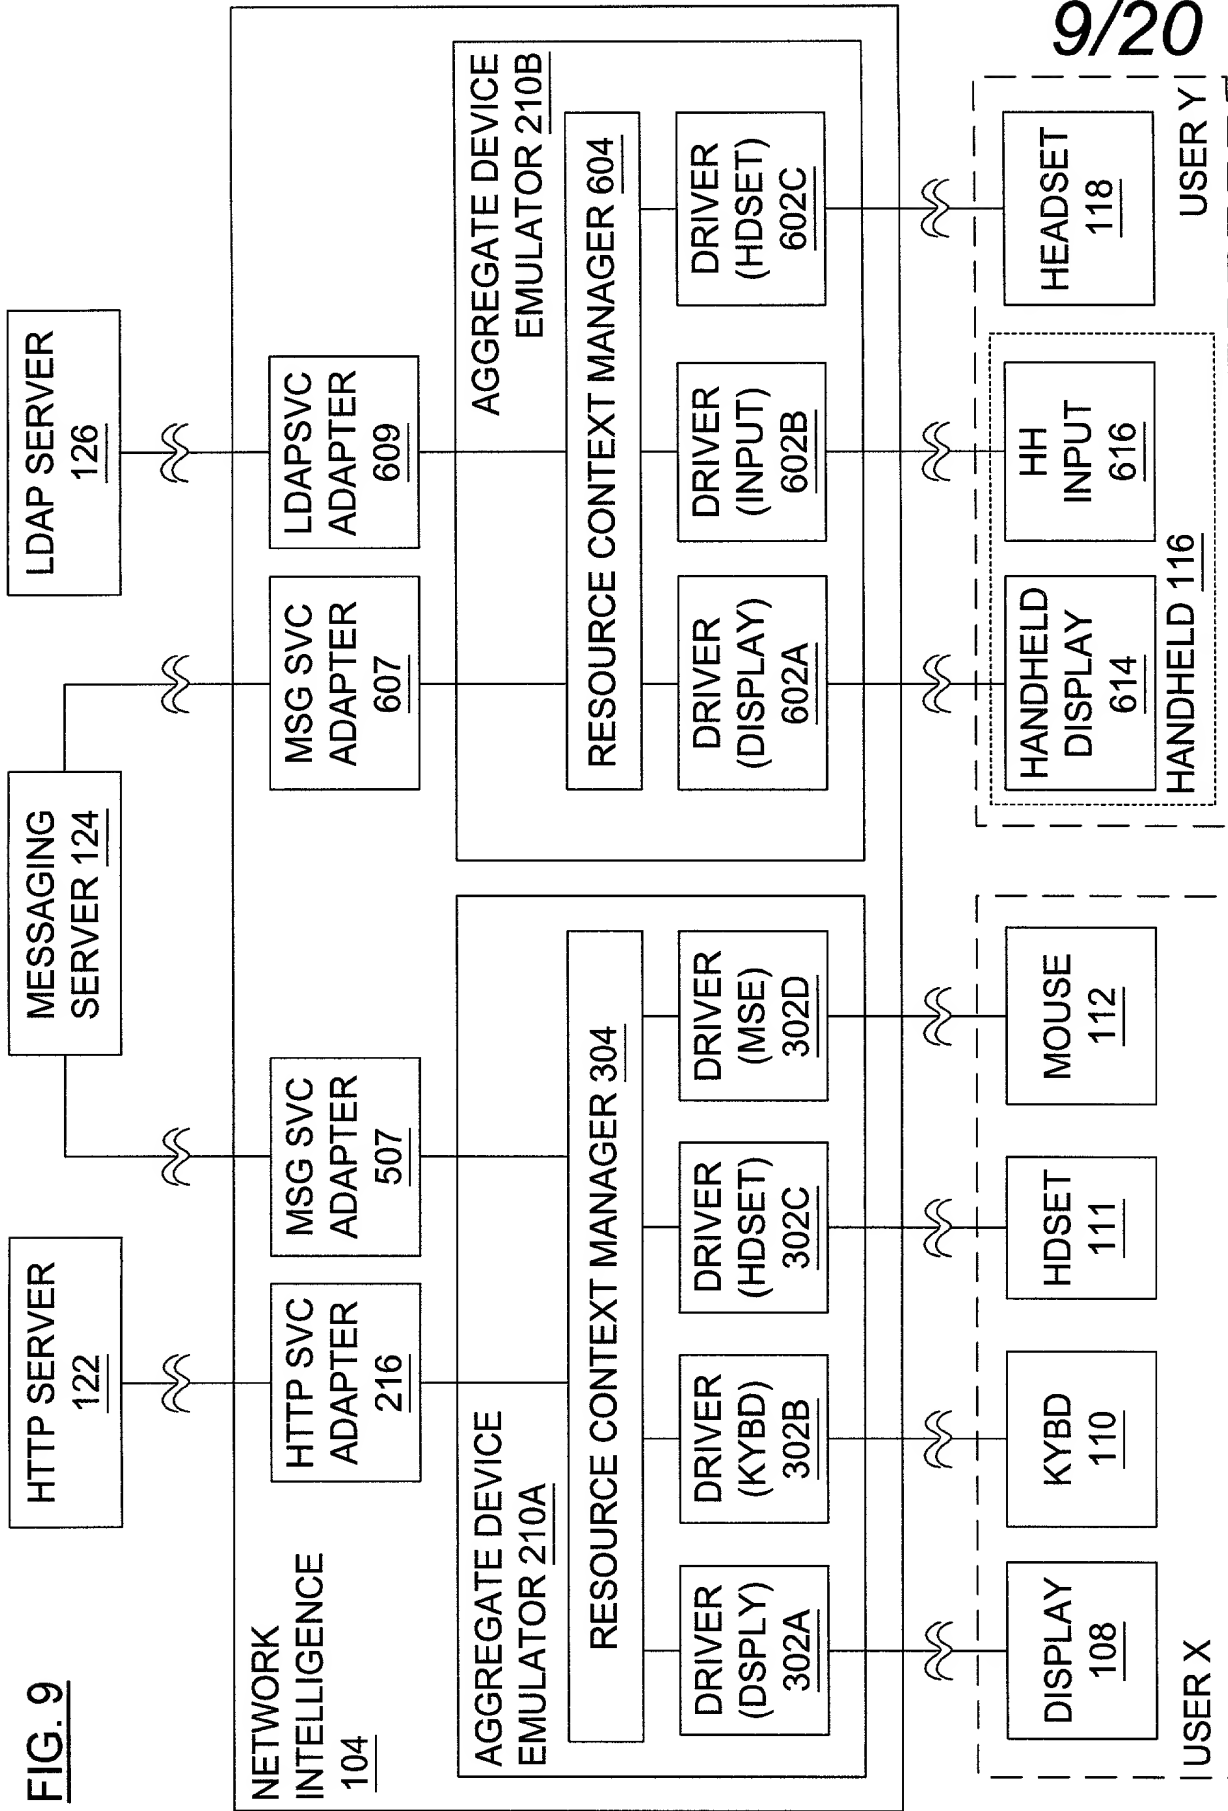 9/20
FIG. 9
HTTP SERVER
122
MESSAGING
SERVER 124
LDAP SERVER
126
NETWORK
INTELLIGENCE
104
HTTP SVC
ADAPTER
216
MSG SVC
ADAPTER
507
MSG SVC
ADAPTER
607
LDAPSVC
ADAPTER
609
AGGREGATE DEVICE
EMULATOR 210A
RESOURCE CONTEXT MANAGER 304
DRIVER
(DSPLY)
302A
DRIVER
(KYBD)
302B
DRIVER
(HDSET)
302C
DRIVER
(MSE)
302D
AGGREGATE DEVICE
EMULATOR 210B
RESOURCE CONTEXT MANAGER 604
DRIVER
(DISPLAY)
602A
DRIVER
(INPUT)
602B
DRIVER
(HDSET)
602C
DISPLAY
108
KYBD
110
HDSET
111
MOUSE
112
USER X
HANDHELD
DISPLAY
614
HH
INPUT
616
HANDHELD 116
HEADSET
118
USER Y